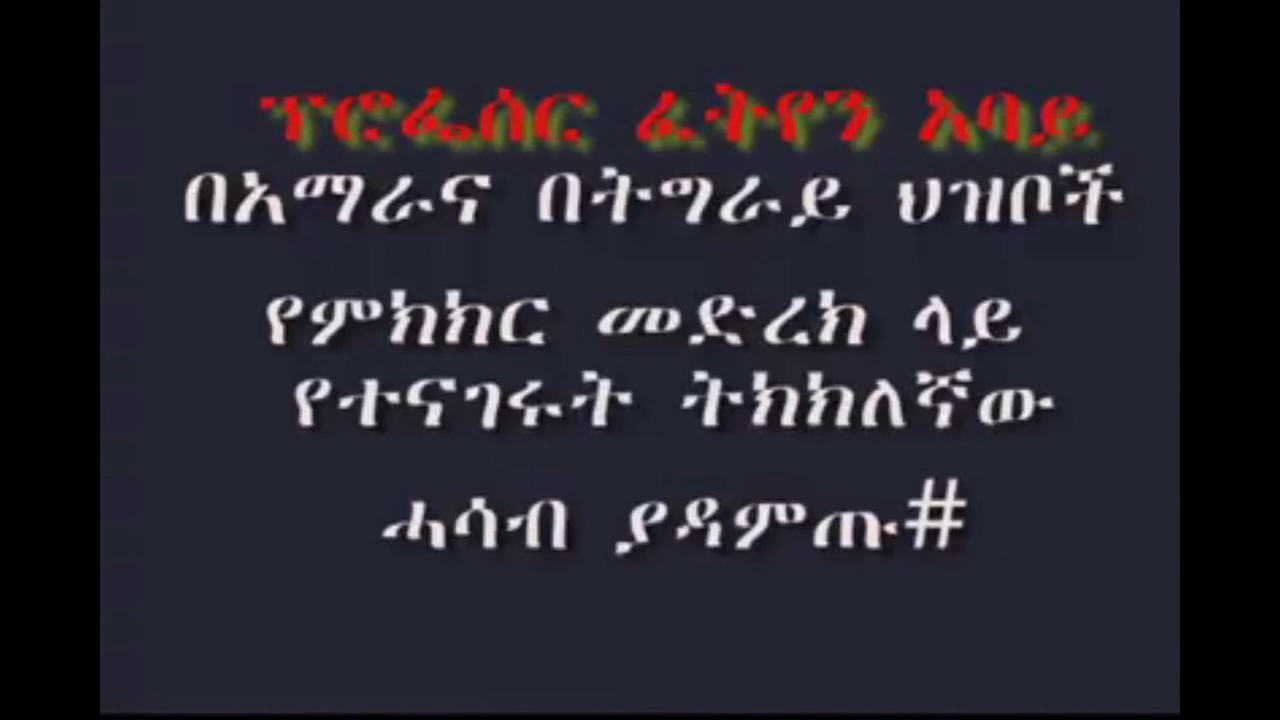 ፕሮፌሰር ፈትየን አባይ
በአማራና በትግራይ ህዝቦች
የምክክር መድረክ ላይ
የተናገሩት ትክክለኛው
ሓሳብ ያዳምጡ#